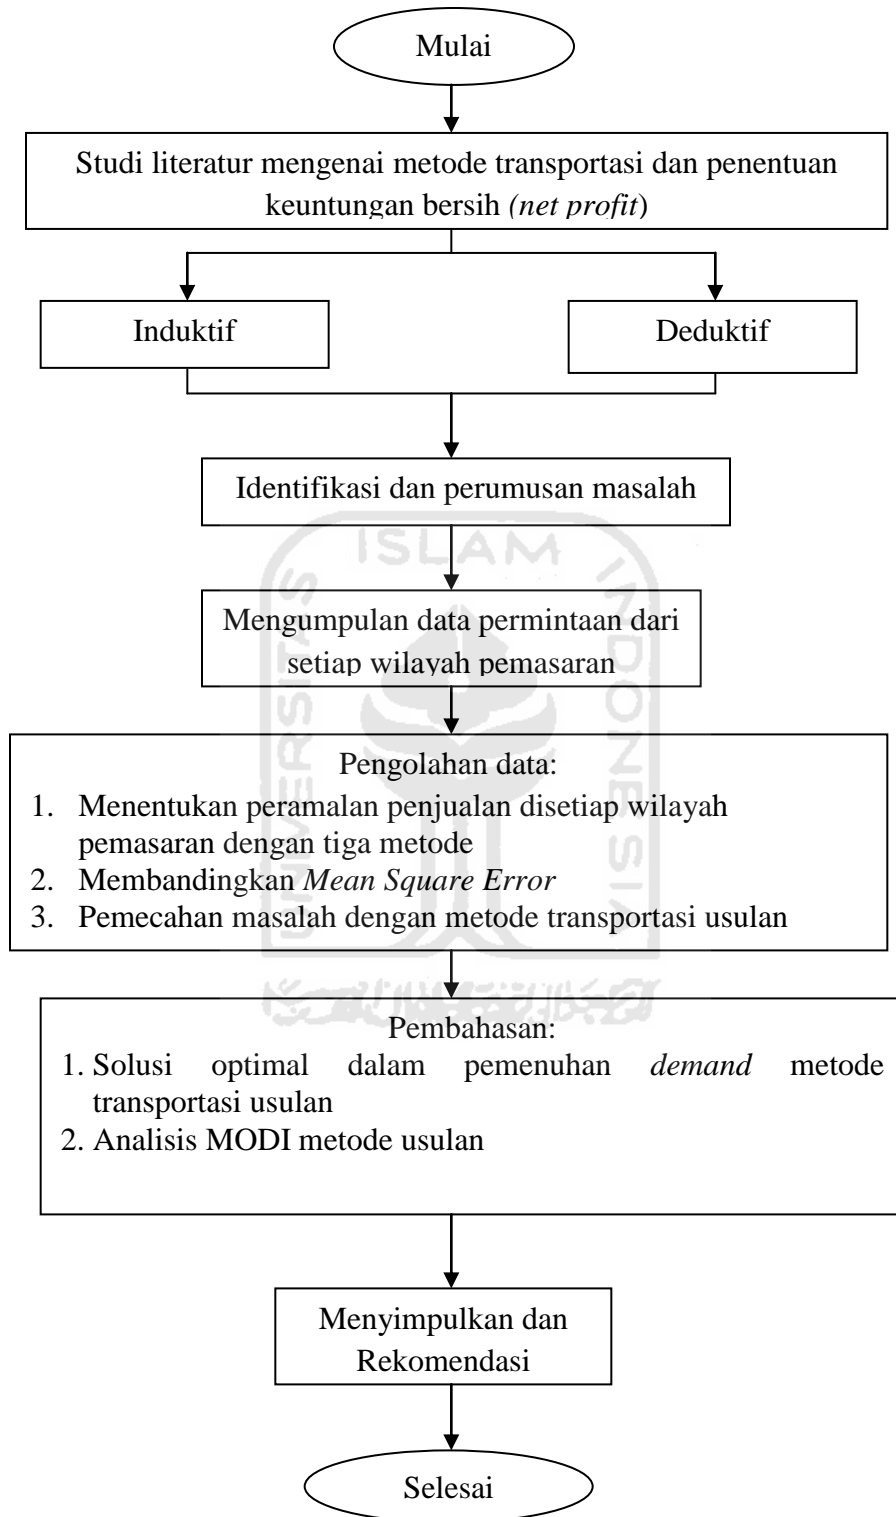 Mulai
Studi literatur mengenai metode transportasi dan penentuan
keuntungan bersih (net profit)
Induktif
Deduktif
Identifikasi dan perumusan masalah
Mengumpulan data permintaan dari
setiap wilayah pemasaran
Pengolahan data:
1. Menentukan peramalan penjualan disetiap wilayah
pemasaran dengan tiga metode
2. Membandingkan Mean Square Error
3. Pemecahan masalah dengan metode transportasi usulan
Pembahasan:
1. Solusi optimal dalam pemenuhan demand metode
transportasi usulan
2. Analisis MODI metode usulan
Menyimpulkan dan
Rekomendasi
Selesai
UNIVERSITAS
ISLAM
INDONESIA